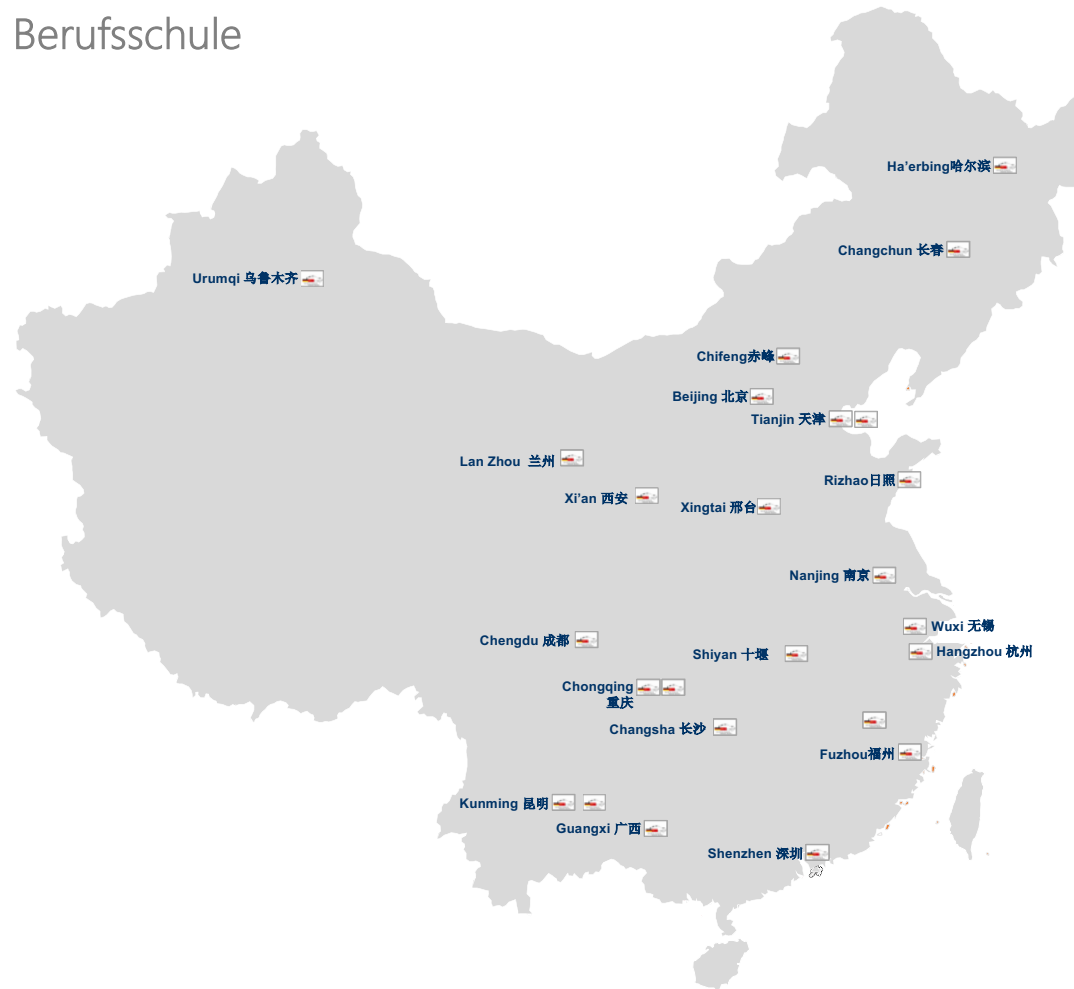 Berufsschule
Ha’erbing哈尔滨
Changchun 长春
Urumqi 乌鲁木齐
Chifeng赤峰
Beijing 北京
Tianjin 天津
Lan Zhou 兰州
Rizhao日照
Xi’an 西安
Xingtai 邢台
Nanjing 南京
Wuxi 无锡
Chengdu 成都
Shiyan 十堰
Hangzhou 杭州
Chongqing
重庆
Changsha 长沙
Fuzhou福州
Kunming 昆明
Guangxi 广西
Shenzhen 深圳